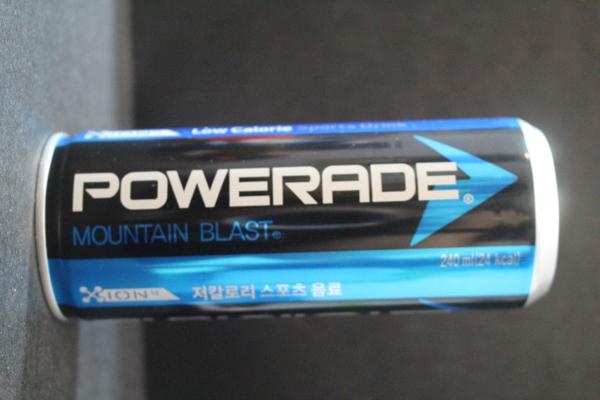 Low Calorie Sports Drink
POWERADE®
MOUNTAIN BLAST®
240 ml(24 kcal)
ION4
저칼로리 스포츠 음료